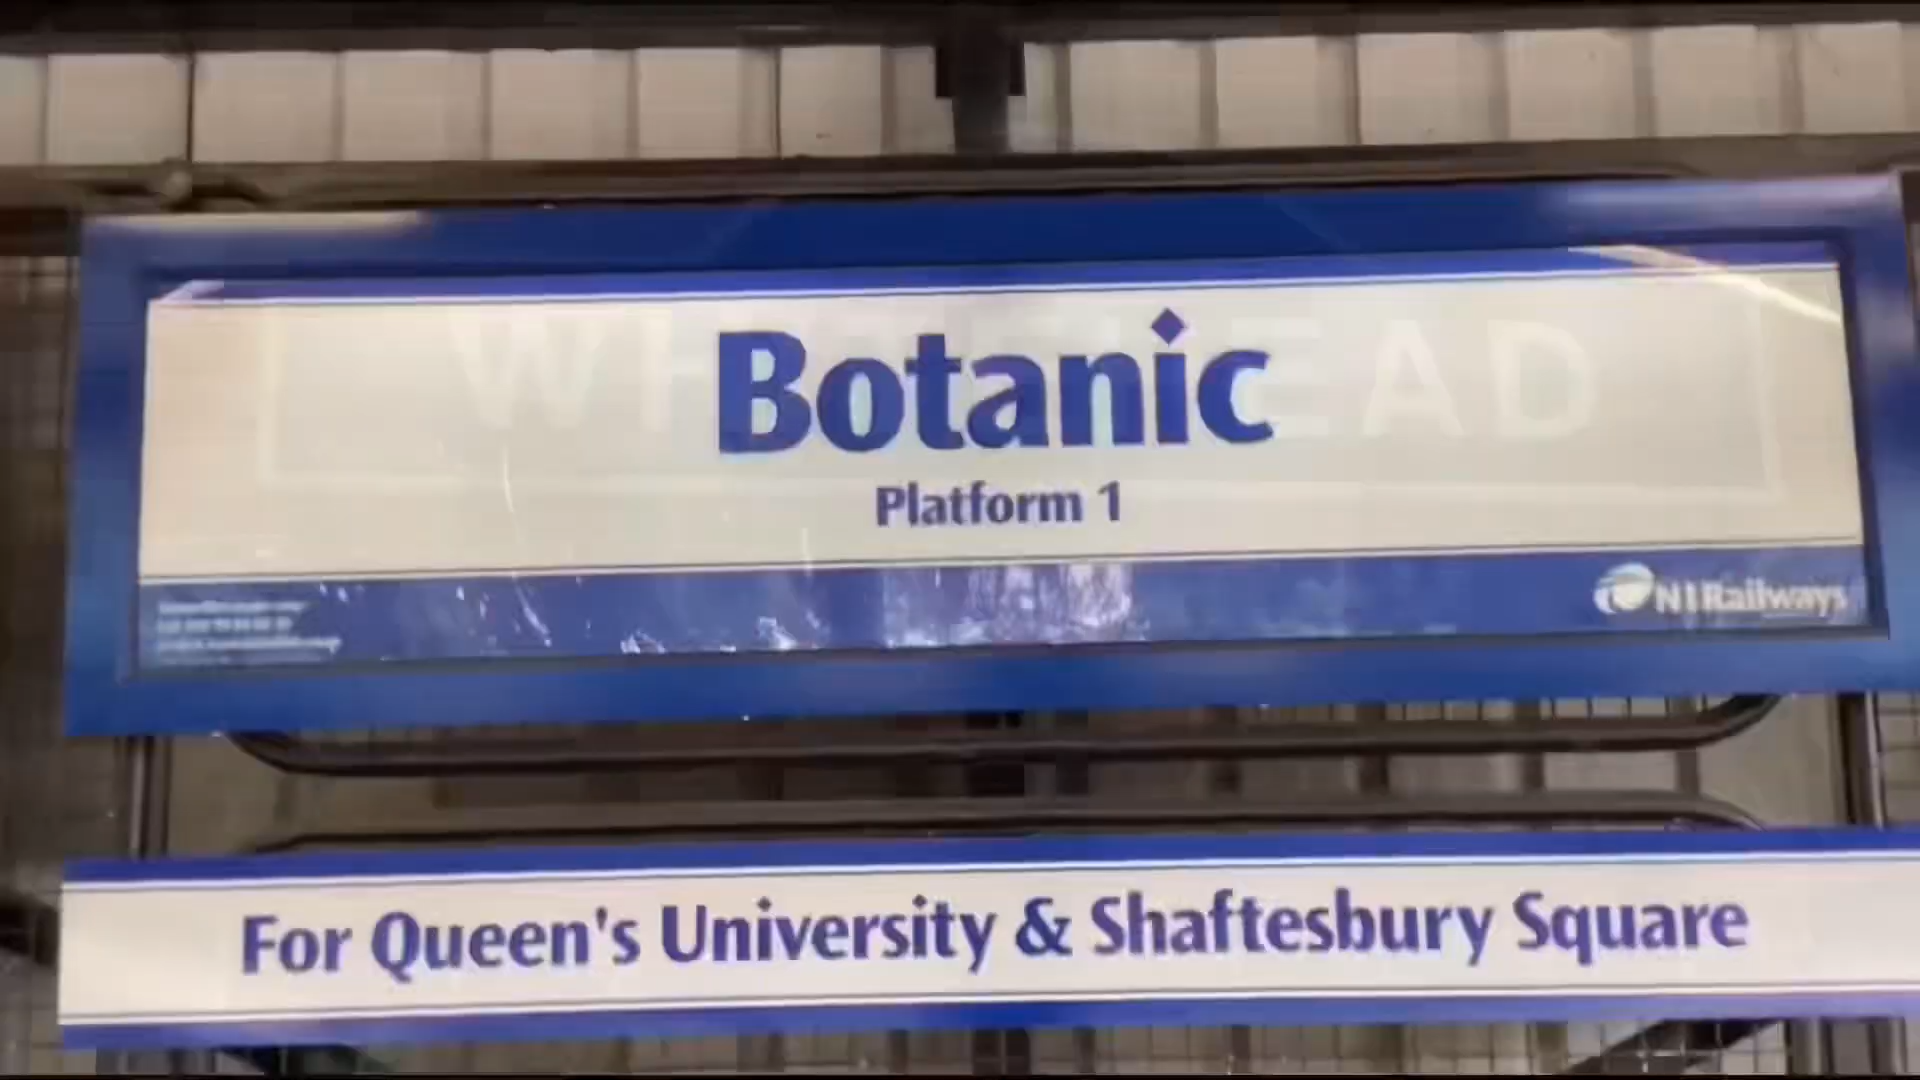 Botanic
Platform 1
NI Railways
For Queen's University & Shaftesbury Square